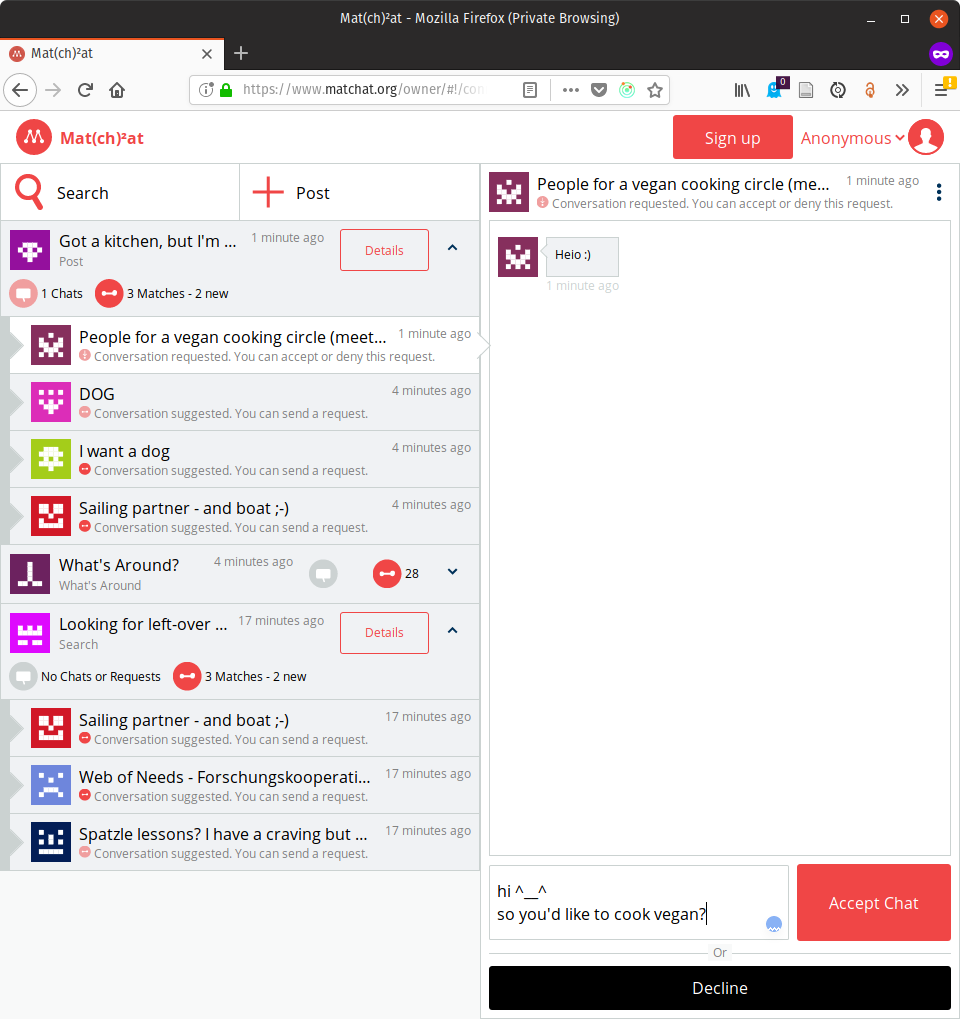 Mat(ch)²at - Mozilla Firefox (Private Browsing)
Mat(ch)²at
https://www.matchat.org/owner/#!/con
0
Mat(ch)²at
Sign up
Anonymous
Search
Post
Got a kitchen, but I'm ...
1 minute ago
Post
Details
1 Chats
3 Matches - 2 new
People for a vegan cooking circle (meet...
1 minute ago
Conversation requested. You can accept or deny this request.
DOG
4 minutes ago
Conversation suggested. You can send a request.
I want a dog
4 minutes ago
Conversation suggested. You can send a request.
Sailing partner - and boat ;-)
4 minutes ago
Conversation suggested. You can send a request.
What's Around?
4 minutes ago
What's Around
28
Looking for left-over ...
17 minutes ago
Search
Details
No Chats or Requests
3 Matches - 2 new
Sailing partner - and boat ;-)
17 minutes ago
Conversation suggested. You can send a request.
Web of Needs - Forschungskooperati...
17 minutes ago
Conversation suggested. You can send a request.
Spatzle lessons? I have a craving but ...
17 minutes ago
Conversation suggested. You can send a request.
People for a vegan cooking circle (me...
1 minute ago
Conversation requested. You can accept or deny this request.
Heio :)
1 minute ago
hi ^__^
so you'd like to cook vegan?
Accept Chat
Or
Decline